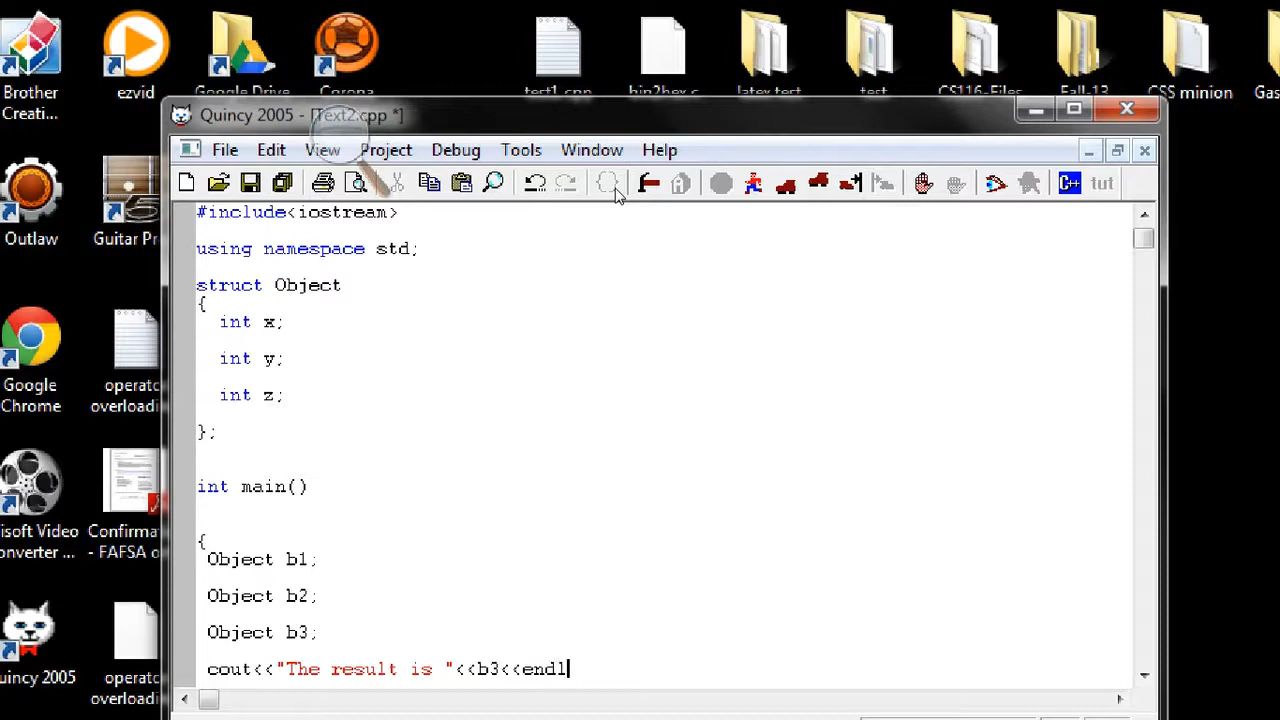 Brother
Creati...
ezvid
Google Drive
Corona
test1.cpp
bin2hex.c
latex test
test
CS116-Files
Fall-13
CSS minion
Gas
Quincy 2005 - [Text2.cpp *]
File Edit View Project Debug Tools Window Help
C++ tut
Outlaw
Guitar Pr
Google
Chrome
operato
overloadi
isoft Video
onverter ...
Confirmat
- FAFSA o
uincy 2005
operato
overloadi
#include<iostream>
using namespace std;
struct Object
{
int x;
int y;
int z;
};
int main()
{
Object b1;
Object b2;
Object b3;
cout<<"The result is "<<b3<<endl